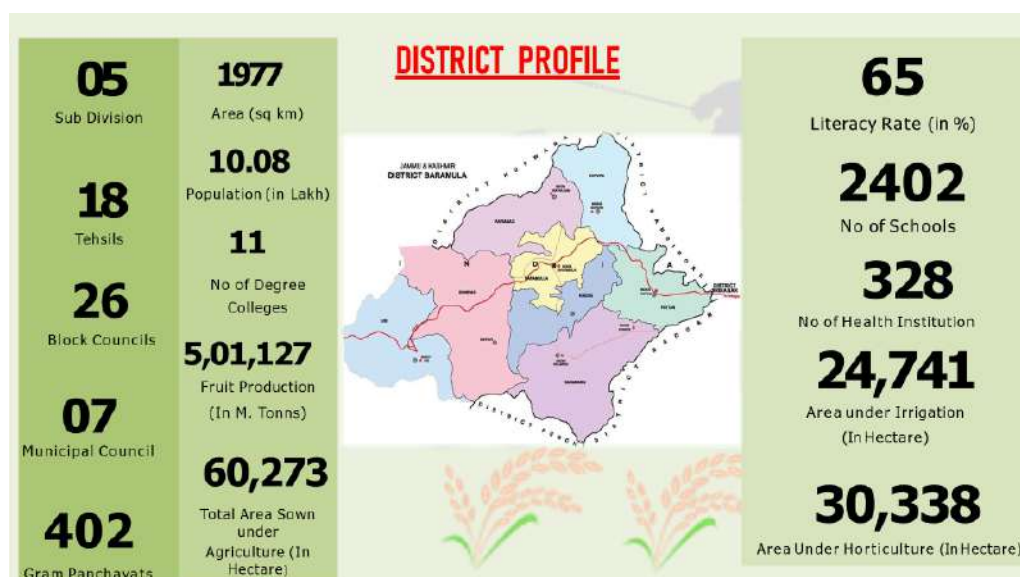 DISTRICT PROFILE
05
Sub Division
18
Tehsils
26
Block Councils
07
Municipal Council
402
Gram Panchayats
1977
Area (sq km)
10.08
Population (in Lakh)
11
No of Degree
Colleges
5,01,127
Fruit Production
(In M. Tonns)
60,273
Total Area Sown
under
Agriculture (In
Hectare)
JAMMU & KASHMIR
DISTRICT BARAMULA
I N D I A
URI
PATTAN
65
Literacy Rate (in %)
2402
No of Schools
328
No of Health Institution
24,741
Area under Irrigation
(In Hectare)
30,338
Area Under Horticulture (In Hectare)